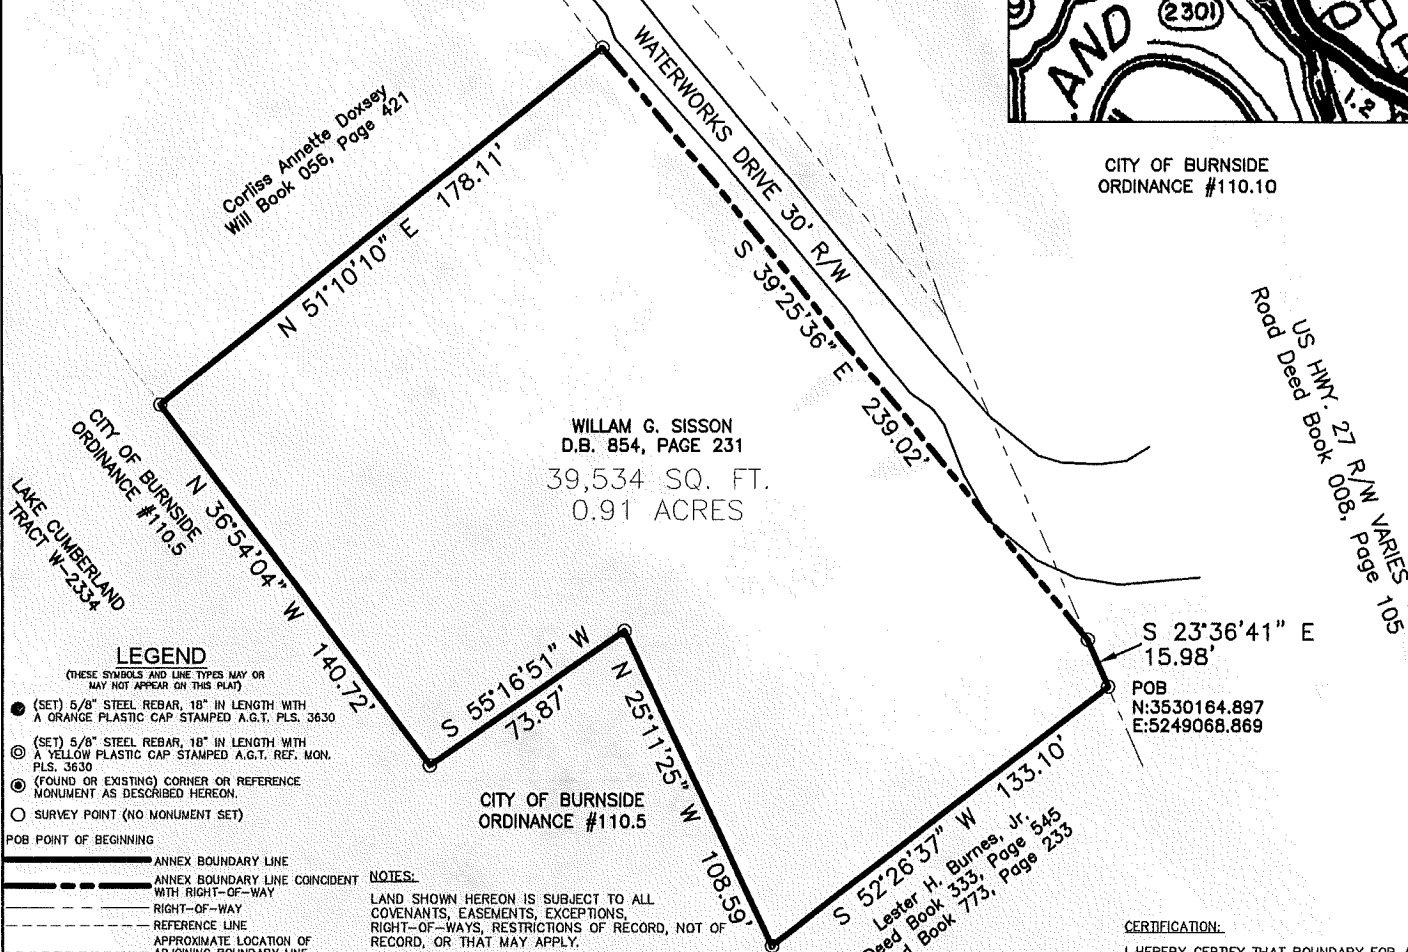 AND
2301
1.2
WATERWORKS DRIVE 30' R/W
Corliss Annette Doxsey
Will Book 056, Page 421
N 51°10'10" E 178.11'
S 39°25'36" E 239.02'
CITY OF BURNSIDE
ORDINANCE #110.10
US HWY. 27 R/W VARIES
Road Deed Book 008, Page 105
WILLAM G. SISSON
D.B. 854, PAGE 231
39,534 SQ. FT.
0.91 ACRES
CITY OF BURNSIDE
ORDINANCE #110.5
LAKE CUMBERLAND
TRACT W-2334
N 36°54'04" W 140.72'
S 55°16'51" W
73.87'
N 25°11'25" W 108.59'
S 23°36'41" E
15.98'
POB
N:3530164.897
E:5249068.869
S 52°26'37" W 133.10'
Lester H. Burnes, Jr.
Deed Book 333, Page 545
Book 773, Page 233
CITY OF BURNSIDE
ORDINANCE #110.5
LEGEND
(THESE SYMBOLS AND LINE TYPES MAY OR
MAY NOT APPEAR ON THIS PLAT)
(SET) 5/8" STEEL REBAR, 18" IN LENGTH WITH
A ORANGE PLASTIC CAP STAMPED A.G.T. PLS. 3630
(SET) 5/8" STEEL REBAR, 18" IN LENGTH WITH
A YELLOW PLASTIC CAP STAMPED A.G.T. REF. MON.
PLS. 3630
(FOUND OR EXISTING) CORNER OR REFERENCE
MONUMENT AS DESCRIBED HEREON.
SURVEY POINT (NO MONUMENT SET)
POB POINT OF BEGINNING
ANNEX BOUNDARY LINE
ANNEX BOUNDARY LINE COINCIDENT
WITH RIGHT-OF-WAY
RIGHT-OF-WAY
REFERENCE LINE
APPROXIMATE LOCATION OF
ADJOINING BOUNDARY LINE
NOTES:
LAND SHOWN HEREON IS SUBJECT TO ALL
COVENANTS, EASEMENTS, EXCEPTIONS,
RIGHT-OF-WAYS, RESTRICTIONS OF RECORD, NOT OF
RECORD, OR THAT MAY APPLY.
CERTIFICATION:
I HEREBY CERTIFY THAT BOUNDARY FOR